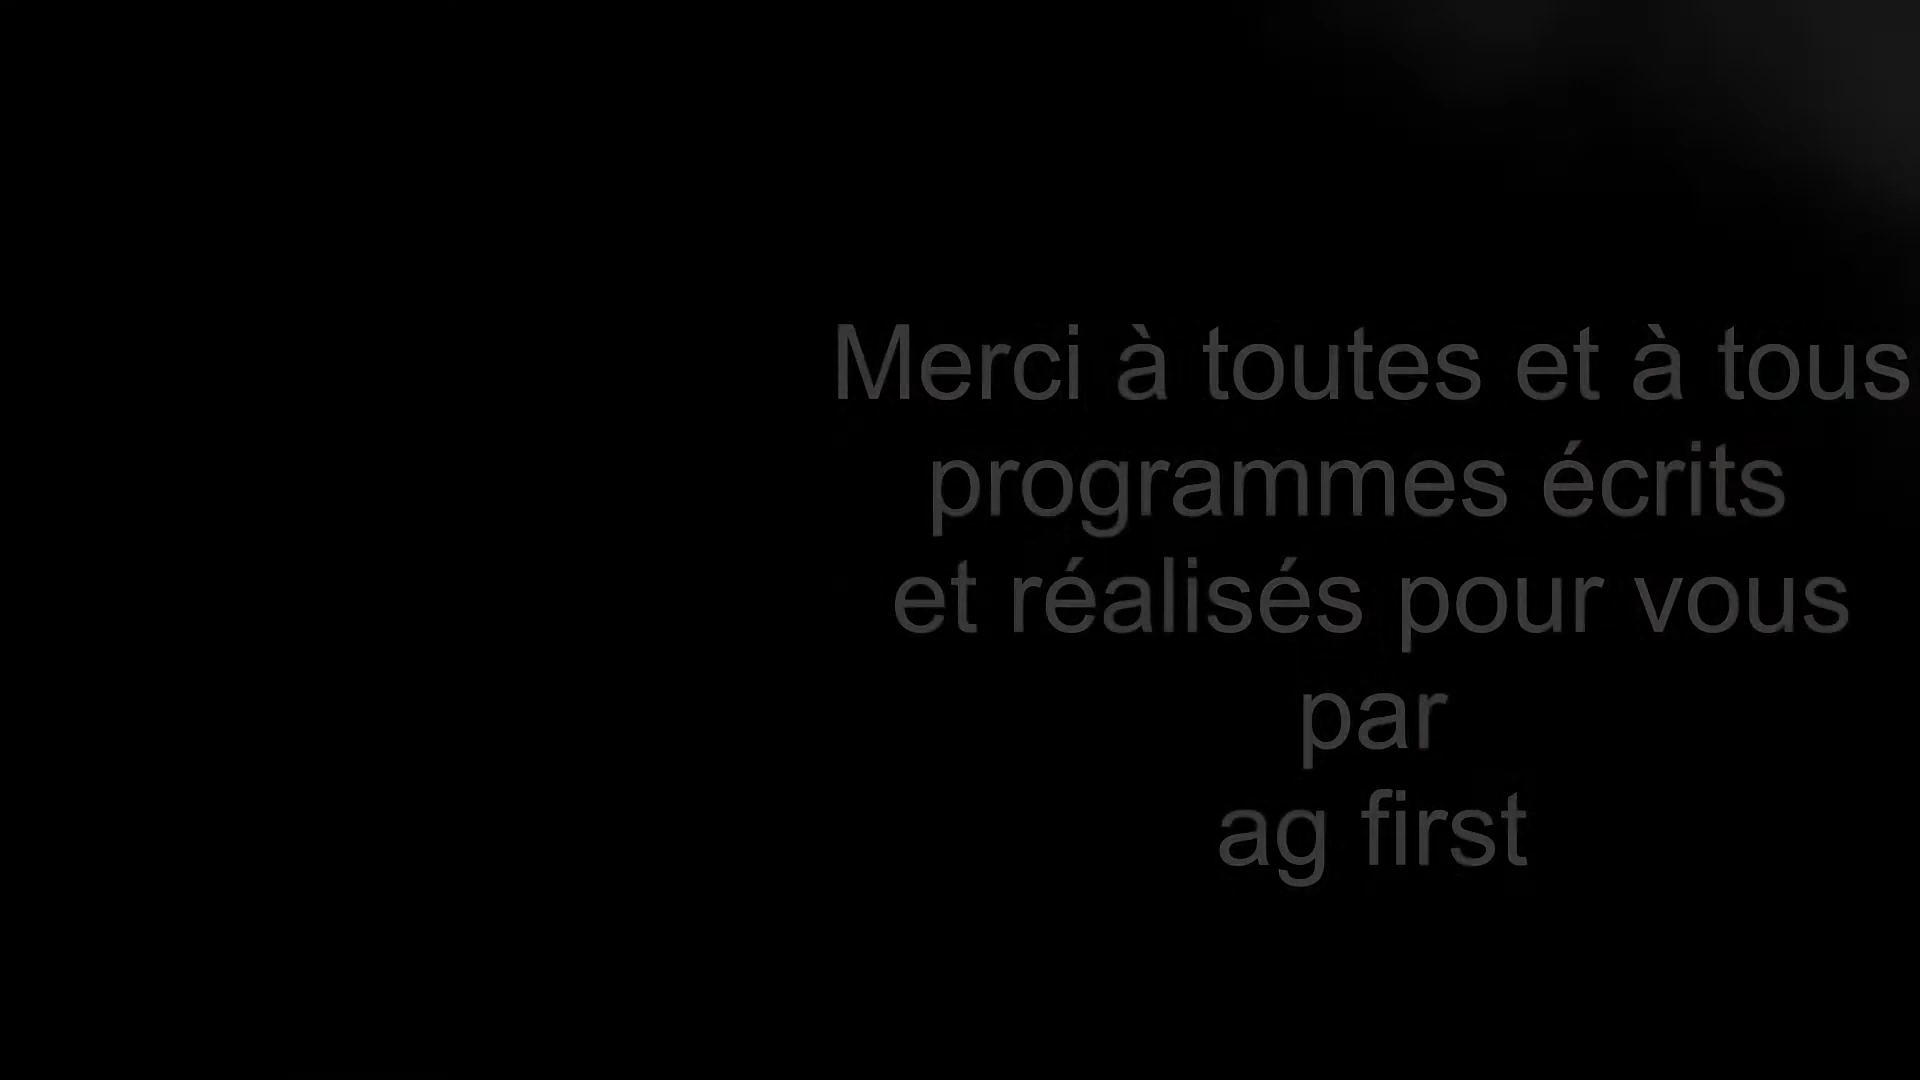 Merci à toutes et à tous
programmes écrits
et réalisés pour vous
par
ag first